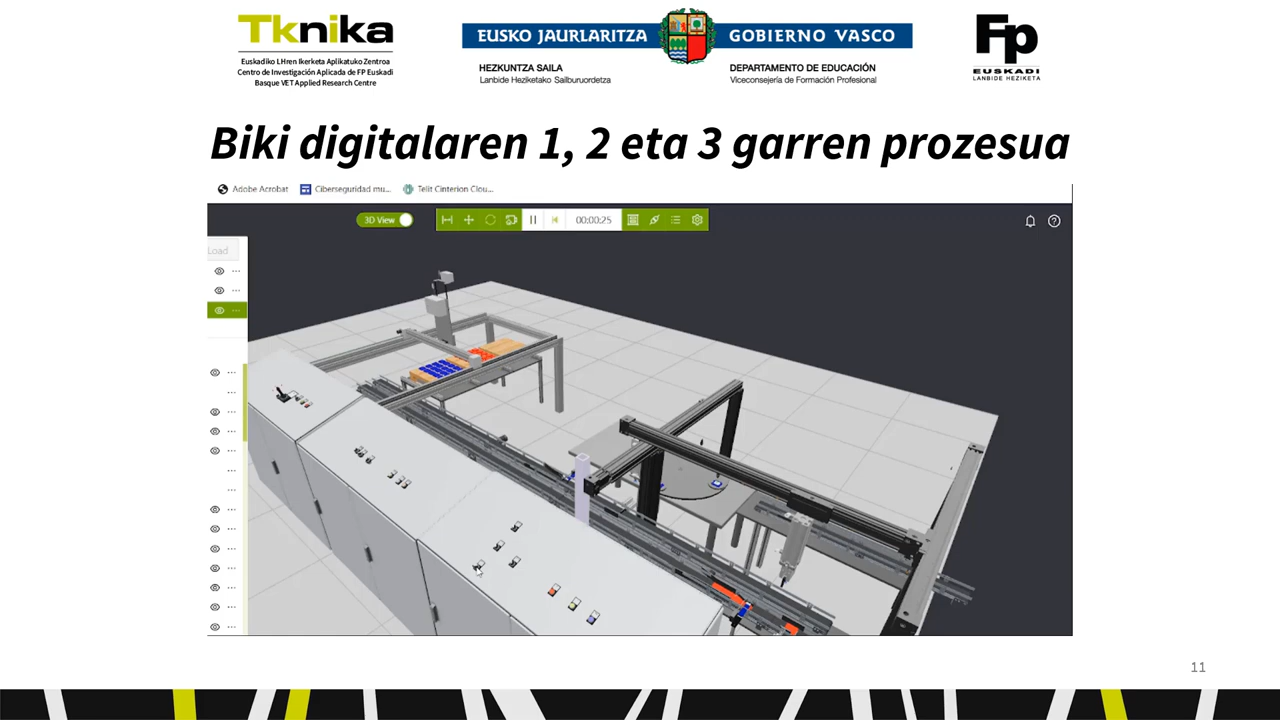 Tknika
Euskadiko LHren Ikerketa Aplikatuko Zentroa
Centro de Investigación Aplicada de FP Euskadi
Basque VET Applied Research Centre
EUSKO JAURLARITZA
GOBIERNO VASCO
HEZKUNTZA SAILA
Lanbide Heziketako Sailburuordetza
DEPARTAMENTO DE EDUCACIÓN
Viceconsejería de Formación Profesional
Fp
EUSKADI
LANBIDE HEZIKETA
Biki digitalaren 1, 2 eta 3 garren prozesua
Adobe Acrobat
Ciberseguridad mu...
Telit Cinterion Clou...
3D View
00:00:25
Load
11